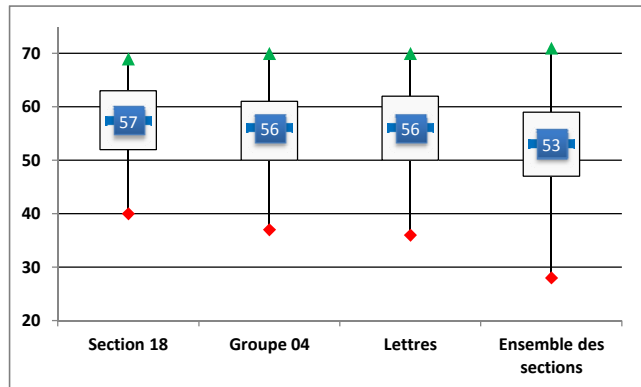 70
60
50
40
30
20
57
56
56
53
Section 18
Groupe 04
Lettres
Ensemble des
sections